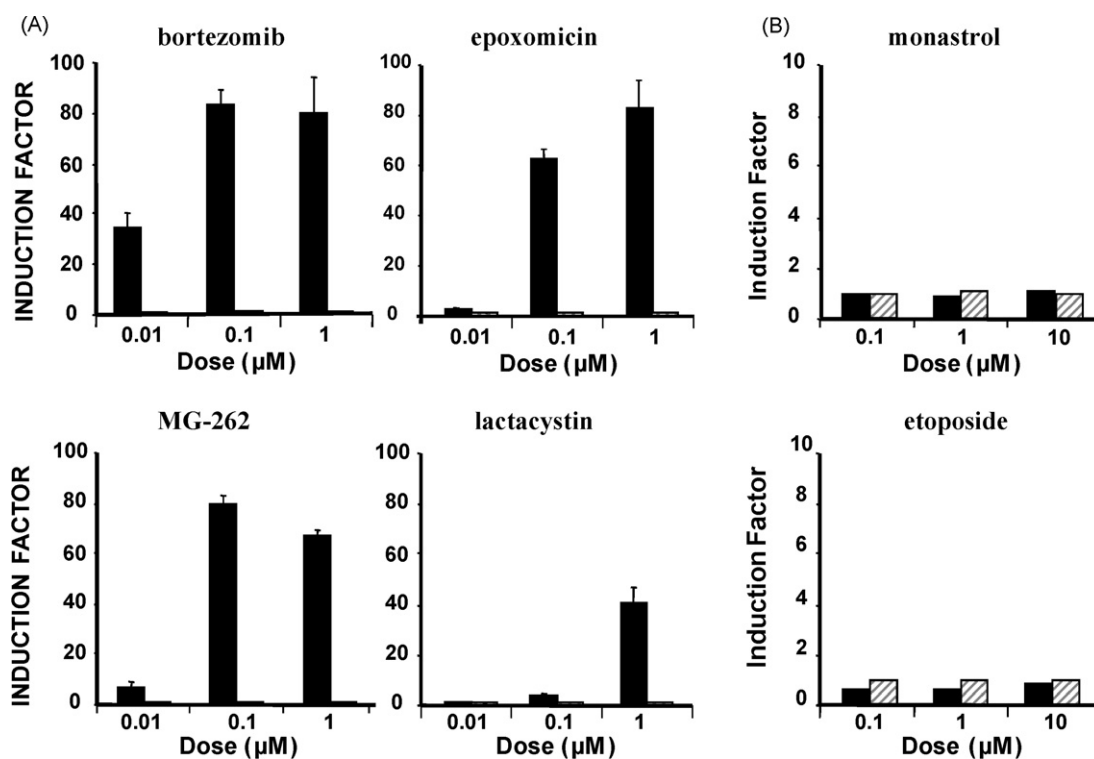 (A)
bortezomib
INDUCTION FACTOR
100
80
60
40
20
0
0.01 0.1 1
Dose (µM)
epoxomicin
100
80
60
40
20
0
0.01 0.1 1
Dose (µM)
(B)
monastrol
Induction Factor
10
8
6
4
2
0
0.1 1 10
Dose (µM)
MG-262
INDUCTION FACTOR
100
80
60
40
20
0
0.01 0.1 1
Dose (µM)
lactacystin
100
80
60
40
20
0
0.01 0.1 1
Dose (µM)
etoposide
Induction Factor
10
8
6
4
2
0
0.1 1 10
Dose (µM)